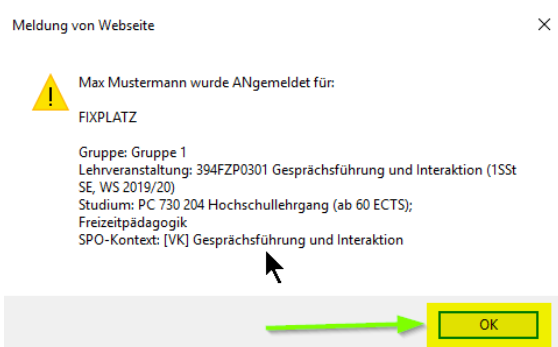 Meldung von Webseite
Max Mustermann wurde ANgemeldet für:
FIXPLATZ
Gruppe: Gruppe 1
Lehrveranstaltung: 394FZP0301 Gesprächsführung und Interaktion (1SSt
SE, WS 2019/20)
Studium: PC 730 204 Hochschullehrgang (ab 60 ECTS);
Freizeitpädagogik
SPO-Kontext: [VK] Gesprächsführung und Interaktion
OK